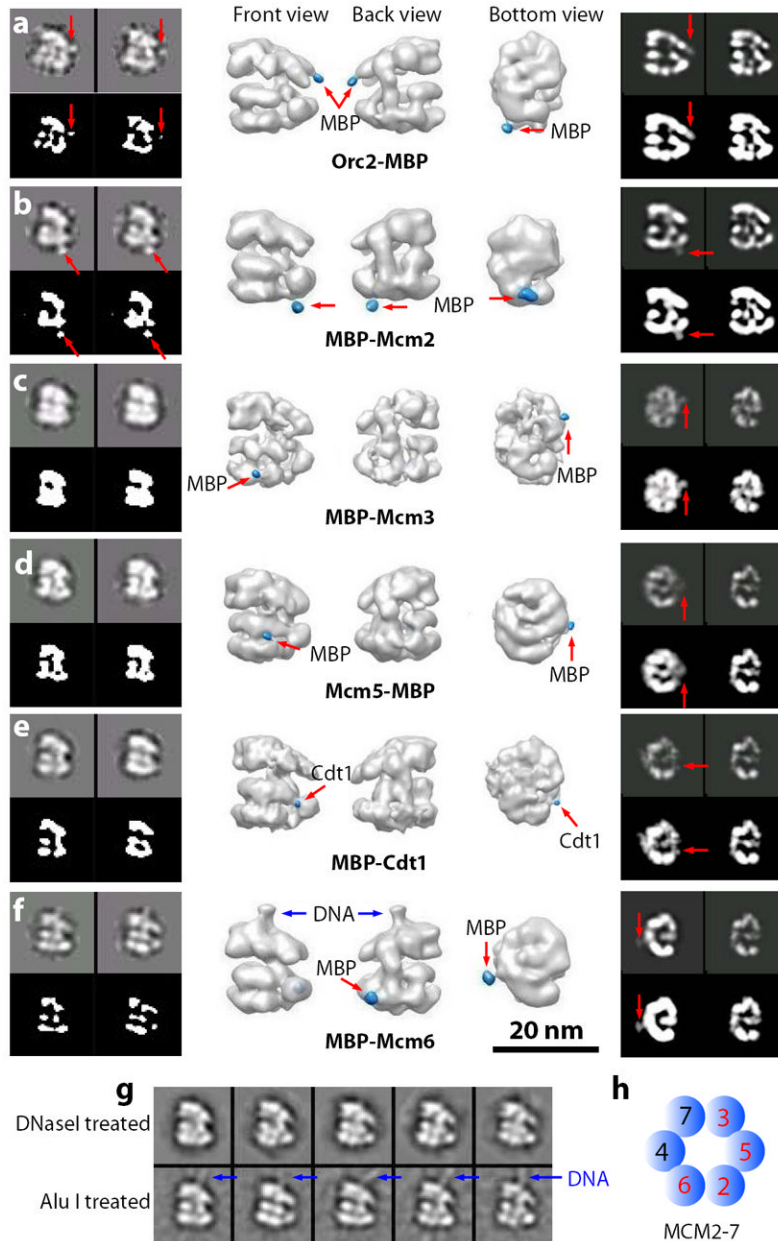 a
Front view Back view Bottom view
MBP
MBP
Orc2-MBP
b
MBP
MBP-Mcm2
c
MBP
MBP
MBP-Mcm3
d
MBP
MBP
Mcm5-MBP
e
Cdt1
Cdt1
MBP-Cdt1
f
DNA
MBP
MBP
MBP-Mcm6
20 nm
g
DNaseI treated
Alu I treated
DNA
h
7 3
4 5
6 2
MCM2-7